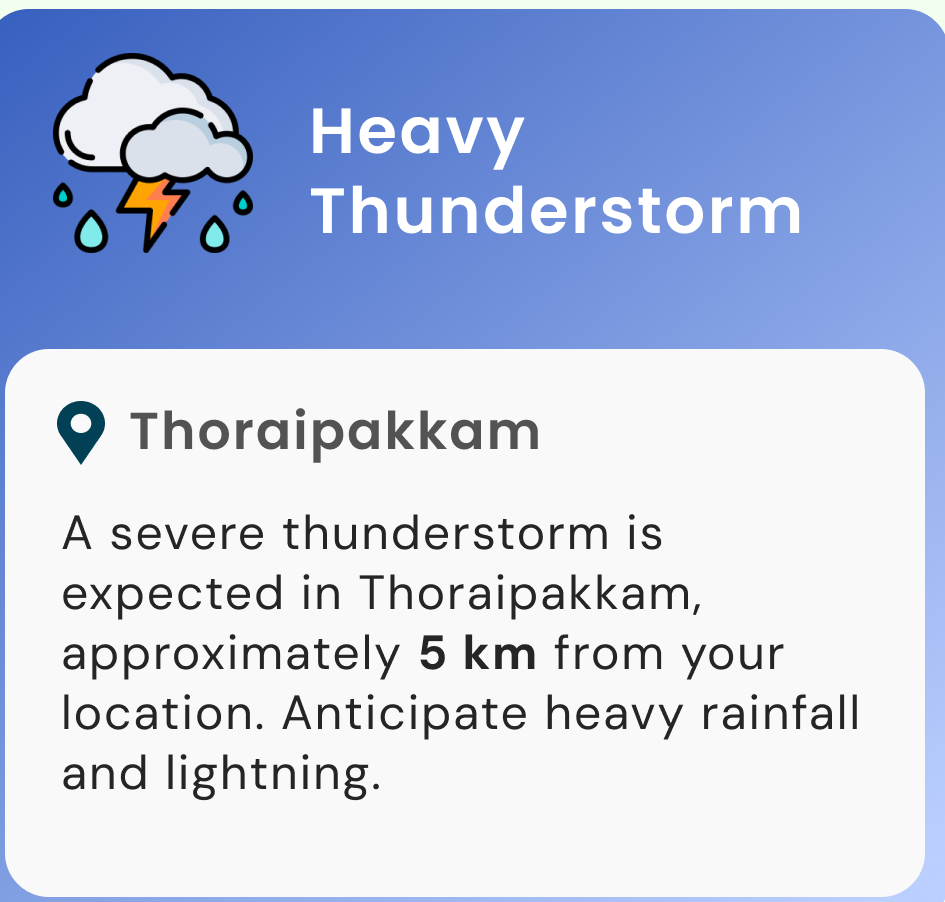 Heavy
Thunderstorm
Thoraipakkam
A severe thunderstorm is
expected in Thoraipakkam,
approximately 5 km from your
location. Anticipate heavy rainfall
and lightning.